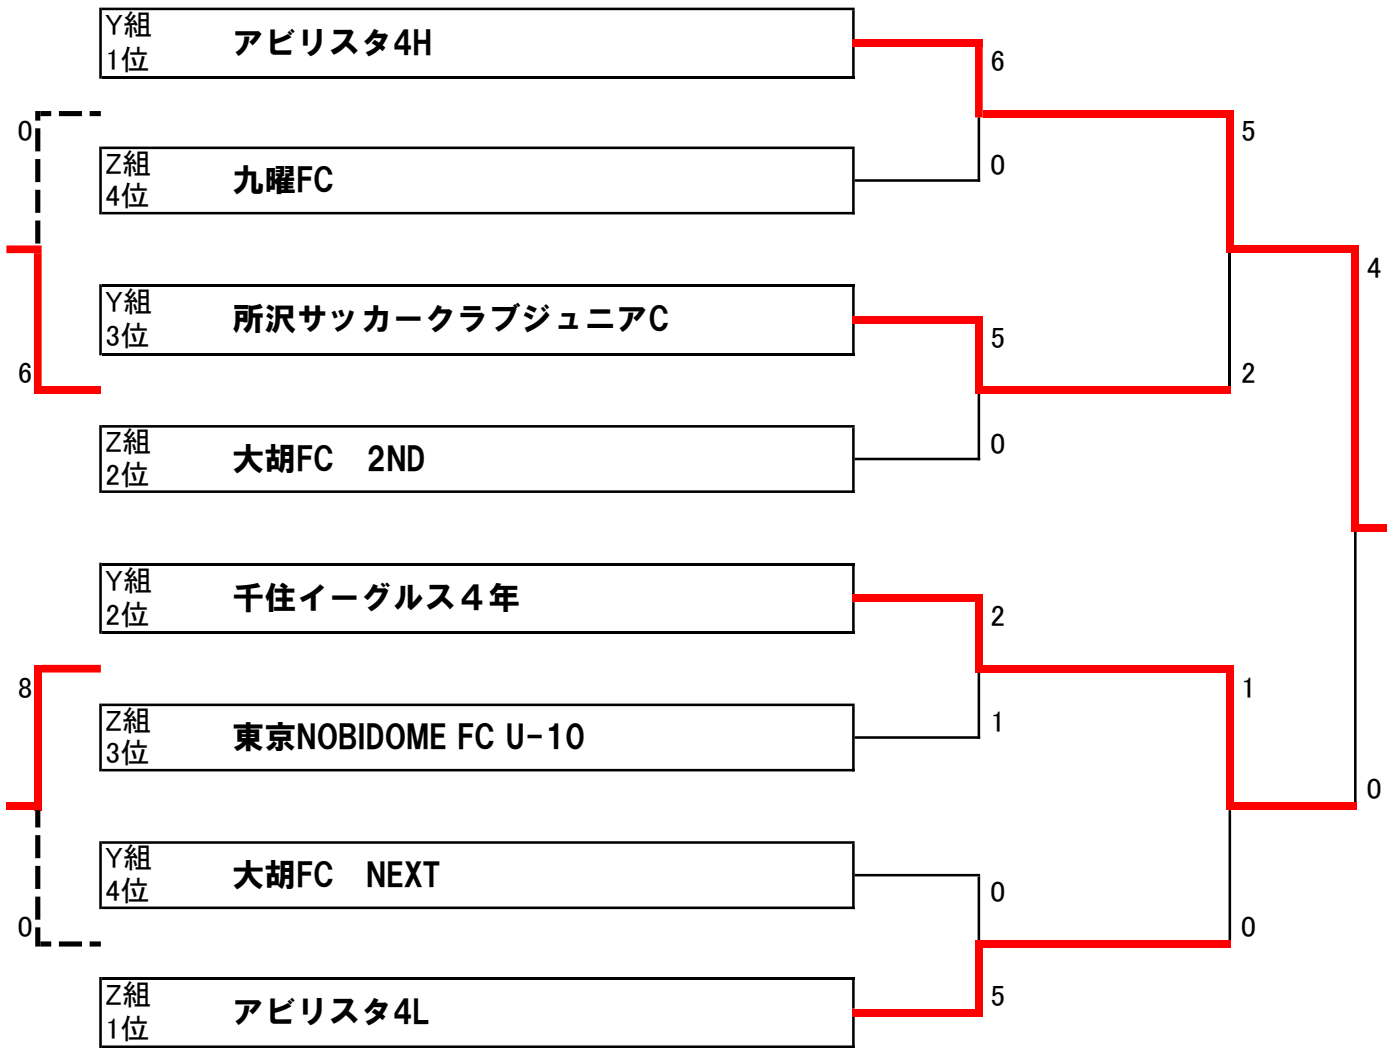 Y組
1位
アビリスタ4H
6
0
5
Z組
4位
九曜FC
0
Y組
3位
所沢サッカークラブジュニアC
5
4
6
2
Z組
2位
大胡FC　2ND
0
Y組
2位
千住イーグルス４年
2
8
1
Z組
3位
東京NOBIDOME FC U-10
1
0
Y組
4位
大胡FC　NEXT
0
0
0
Z組
1位
アビリスタ4L
5